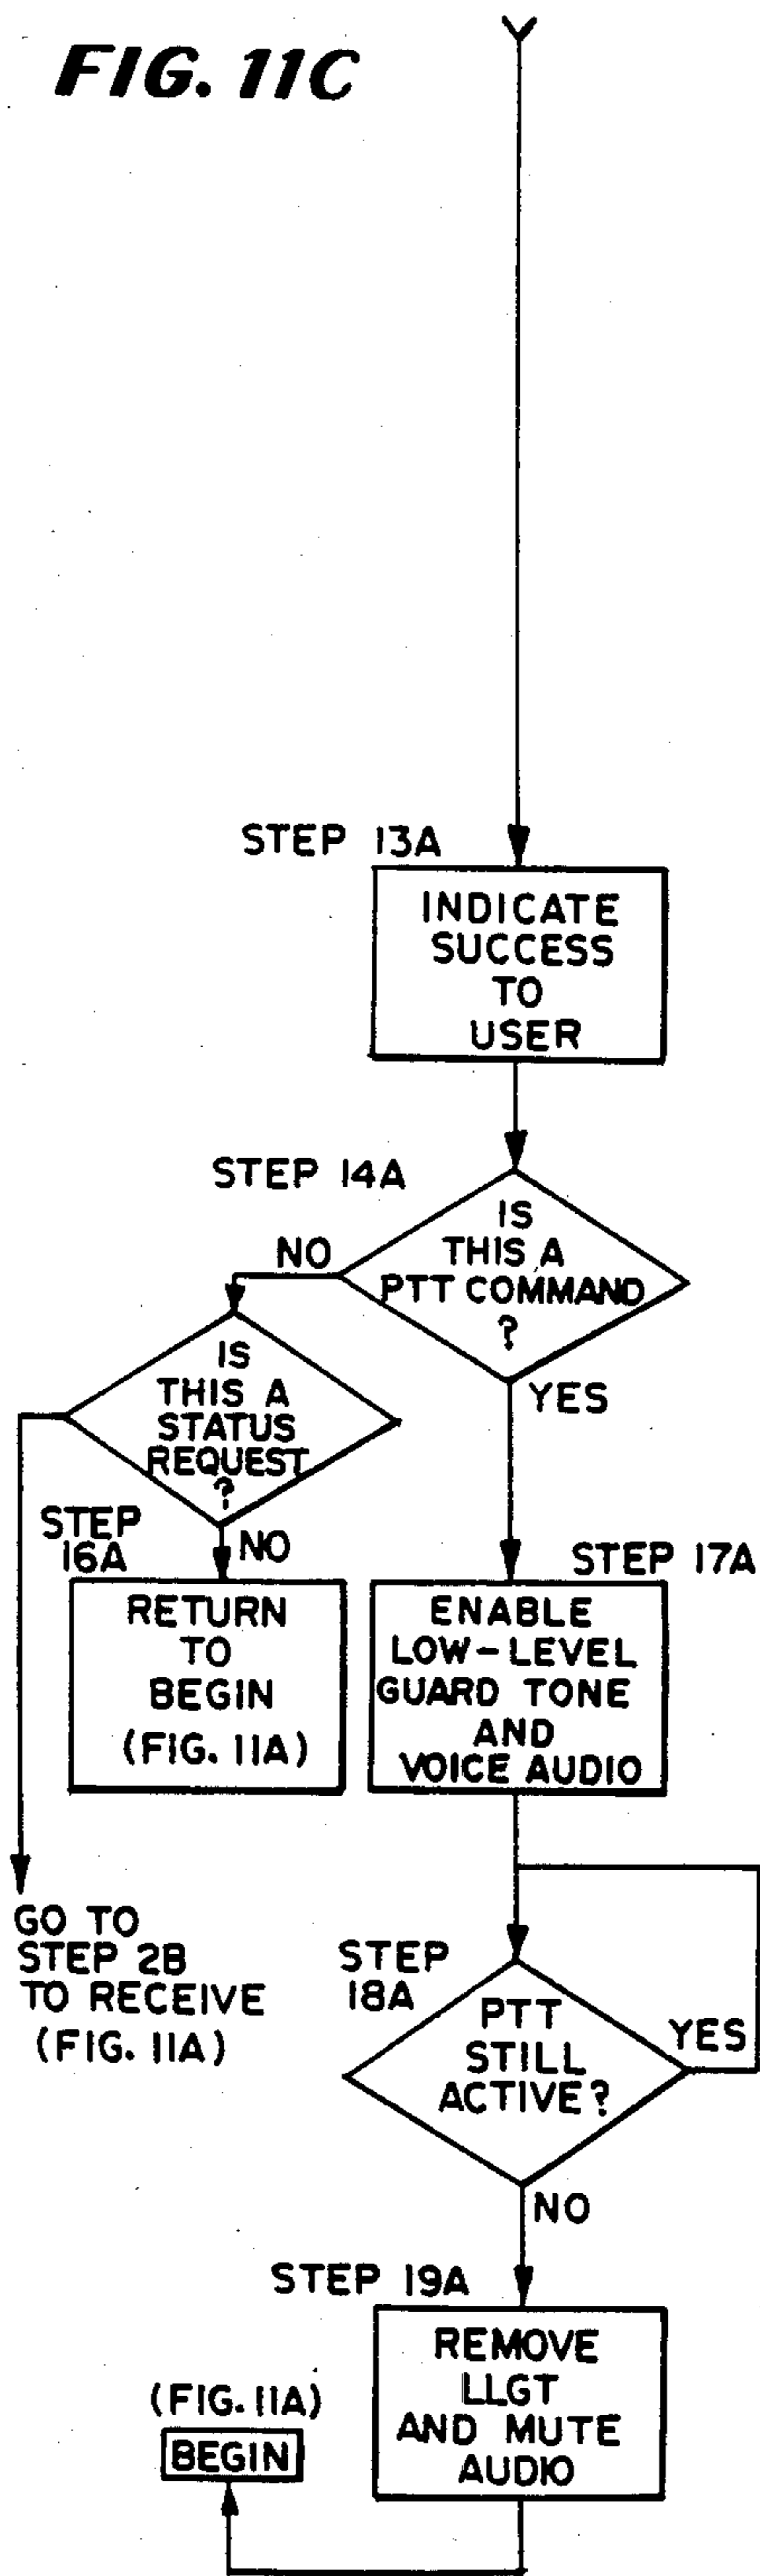 FIG. 11C
STEP 13A
INDICATE
SUCCESS
TO
USER
STEP 14A
IS
THIS A
PTT COMMAND
?
NO
YES
IS
THIS A
STATUS
REQUEST
?
STEP
16A
NO
RETURN
TO
BEGIN
(FIG. 11A)
STEP 17A
ENABLE
LOW-LEVEL
GUARD TONE
AND
VOICE AUDIO
GO TO
STEP 2B
TO RECEIVE
(FIG. 11A)
STEP
18A
PTT
STILL
ACTIVE?
YES
NO
STEP 19A
REMOVE
LLGT
AND MUTE
AUDIO
(FIG. 11A)
BEGIN